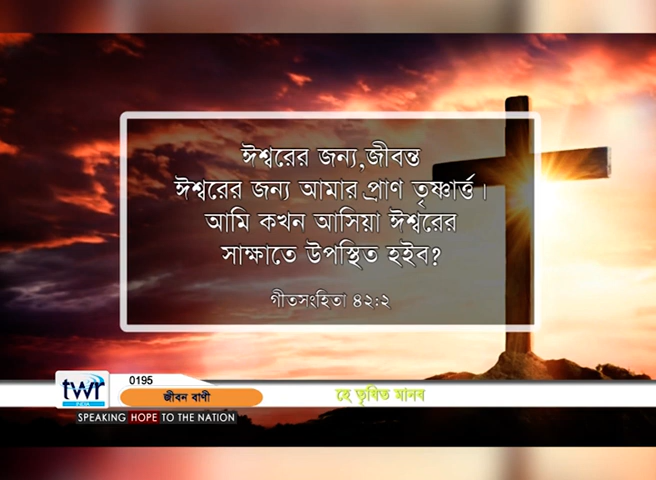 ঈশ্বরের জন্য,জীবন্ত
ঈশ্বরের জন্য আমার প্রাণ তৃষ্ণার্ত্ত।
আমি কখন আসিয়া ঈশ্বরের
সাক্ষাতে উপস্থিত হইব?
গীতসংহিতা ৪২:২
twr
0195
জীবন বাণী
হে তৃষিত মানব
SPEAKING HOPE TO THE NATION